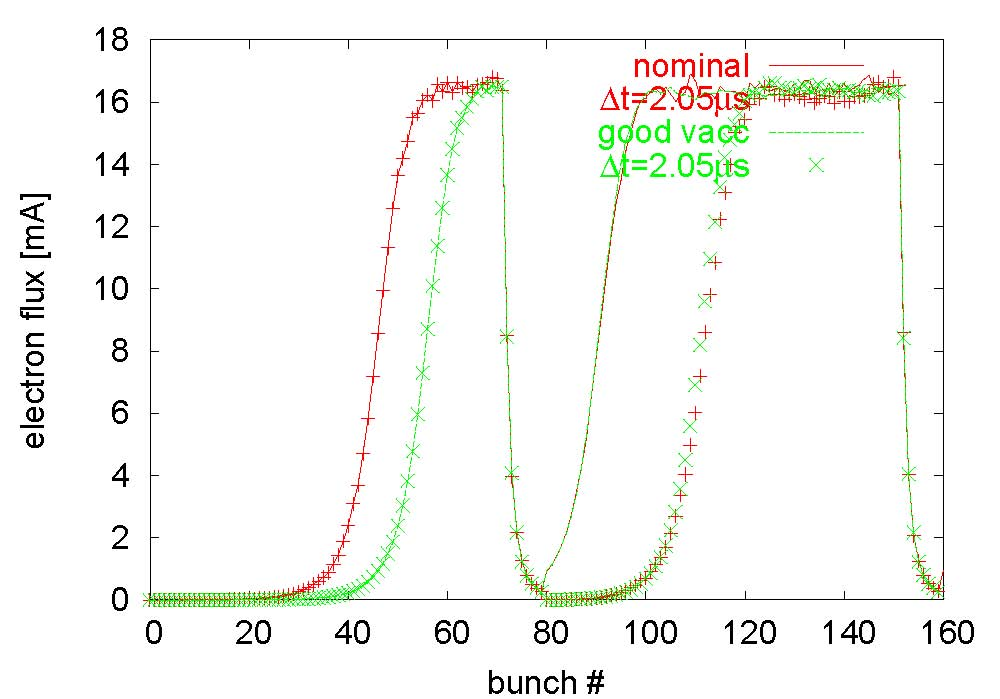 18
16
14
12
10
8
6
4
2
0
electron flux [mA]
nominal
Δt=2.05μs
good vacc
Δt=2.05μs
0 20 40 60 80 100 120 140 160
bunch #